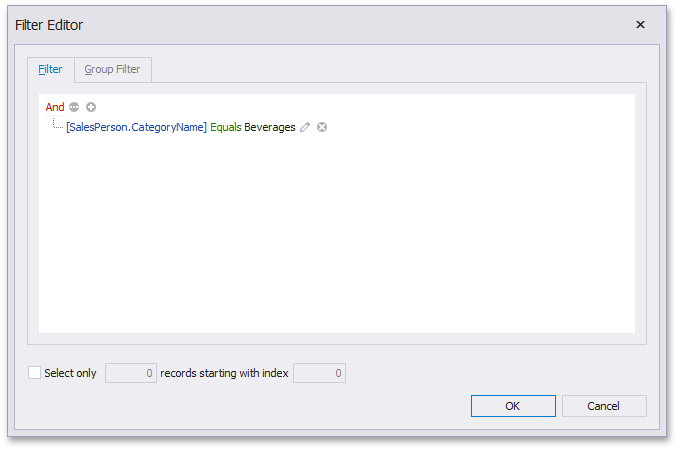 Filter Editor
Filter Group Filter
And
[SalesPerson.CategoryName] Equals Beverages
Select only 0 records starting with index 0
OK Cancel